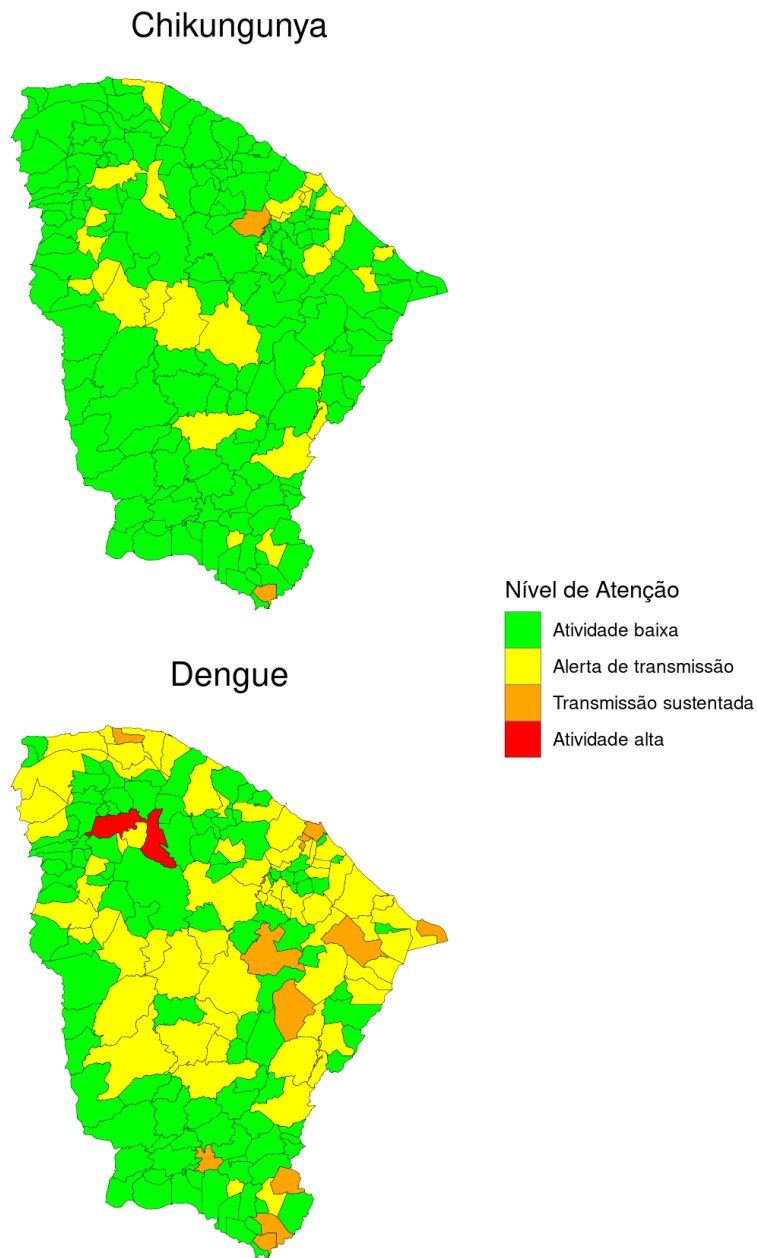 Chikungunya
Nível de Atenção
Atividade baixa
Alerta de transmissão
Transmissão sustentada
Atividade alta
Dengue